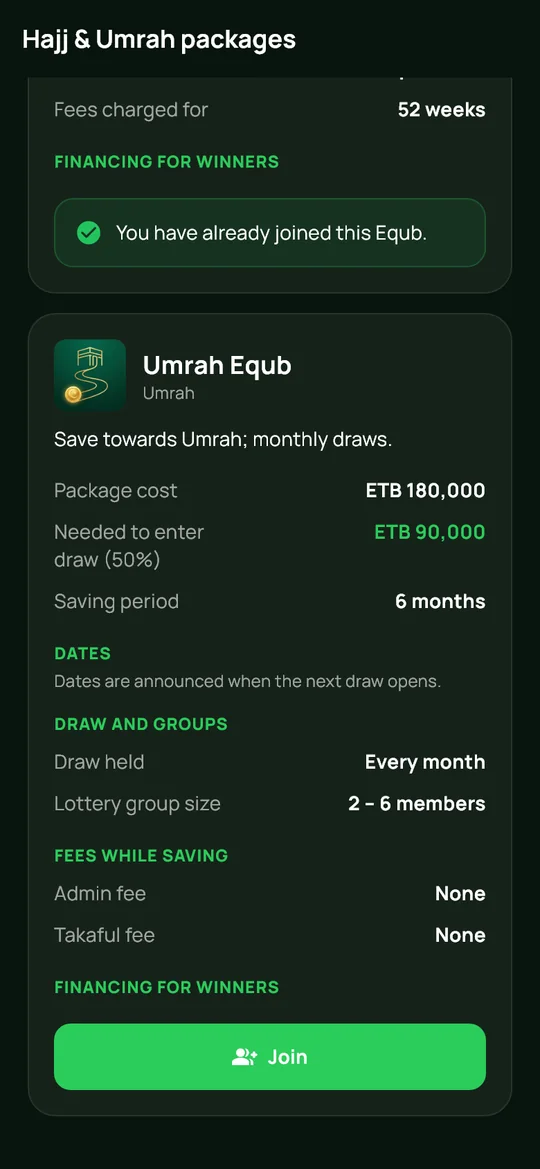 Hajj & Umrah packages
Fees charged for 52 weeks
FINANCING FOR WINNERS
You have already joined this Equb.
Umrah Equb
Umrah
Save towards Umrah; monthly draws.
Package cost ETB 180,000
Needed to enter ETB 90,000
draw (50%)
Saving period 6 months
DATES
Dates are announced when the next draw opens.
DRAW AND GROUPS
Draw held Every month
Lottery group size 2 – 6 members
FEES WHILE SAVING
Admin fee None
Takaful fee None
FINANCING FOR WINNERS
Join